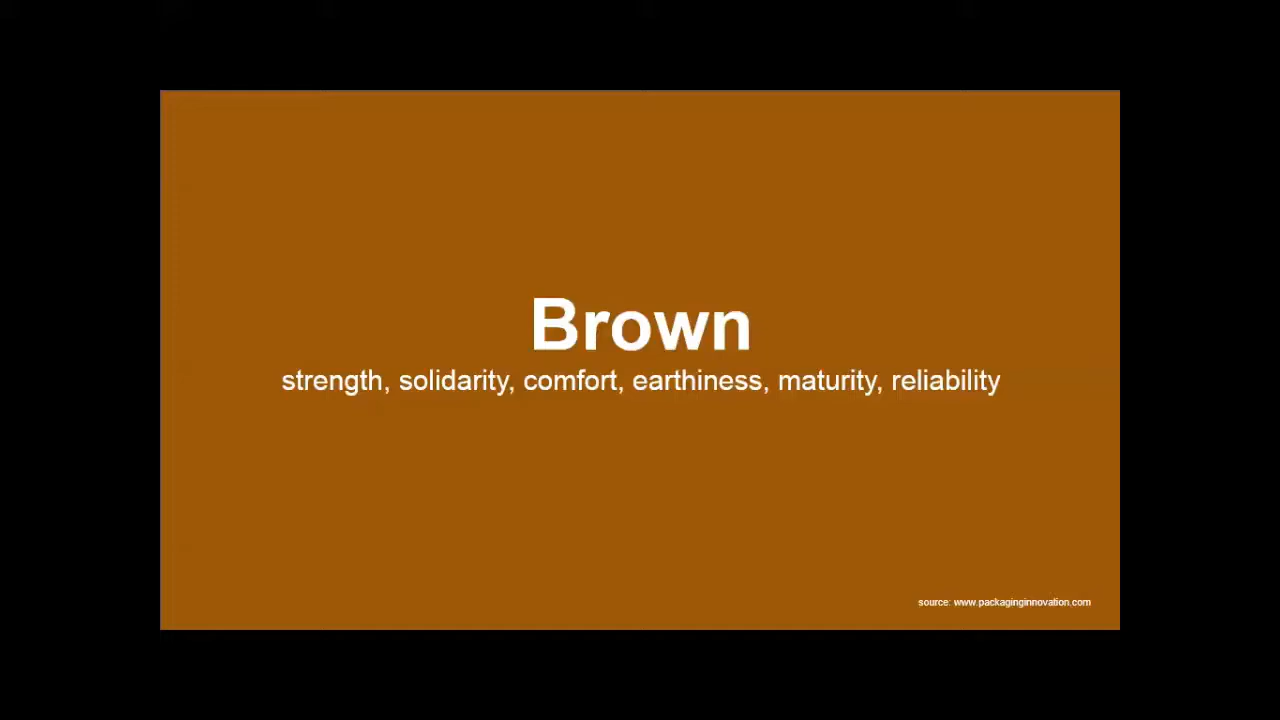 Brown
strength, solidarity, comfort, earthiness, maturity, reliability
source: www.packaginginnovation.com